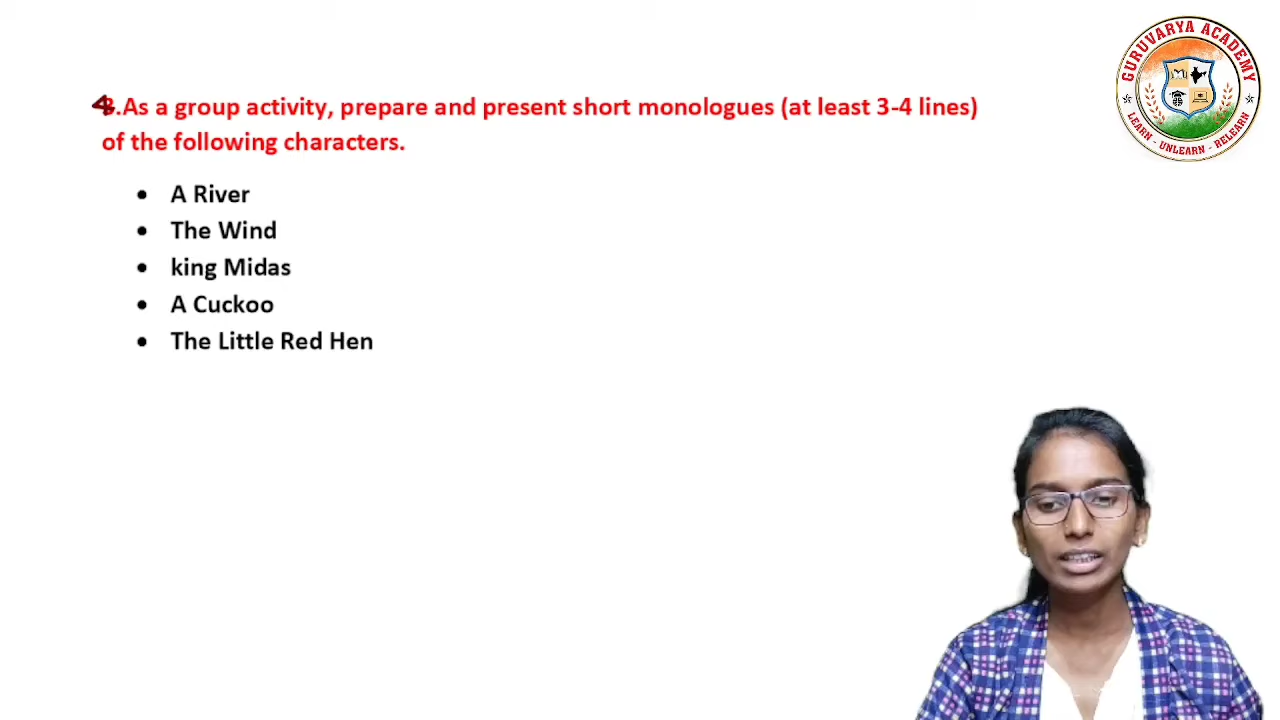 4.As a group activity, prepare and present short monologues (at least 3-4 lines)
of the following characters.
• A River
• The Wind
• king Midas
• A Cuckoo
• The Little Red Hen
GURUVARYA ACADEMY
LEARN - UNLEARN - RELEARN